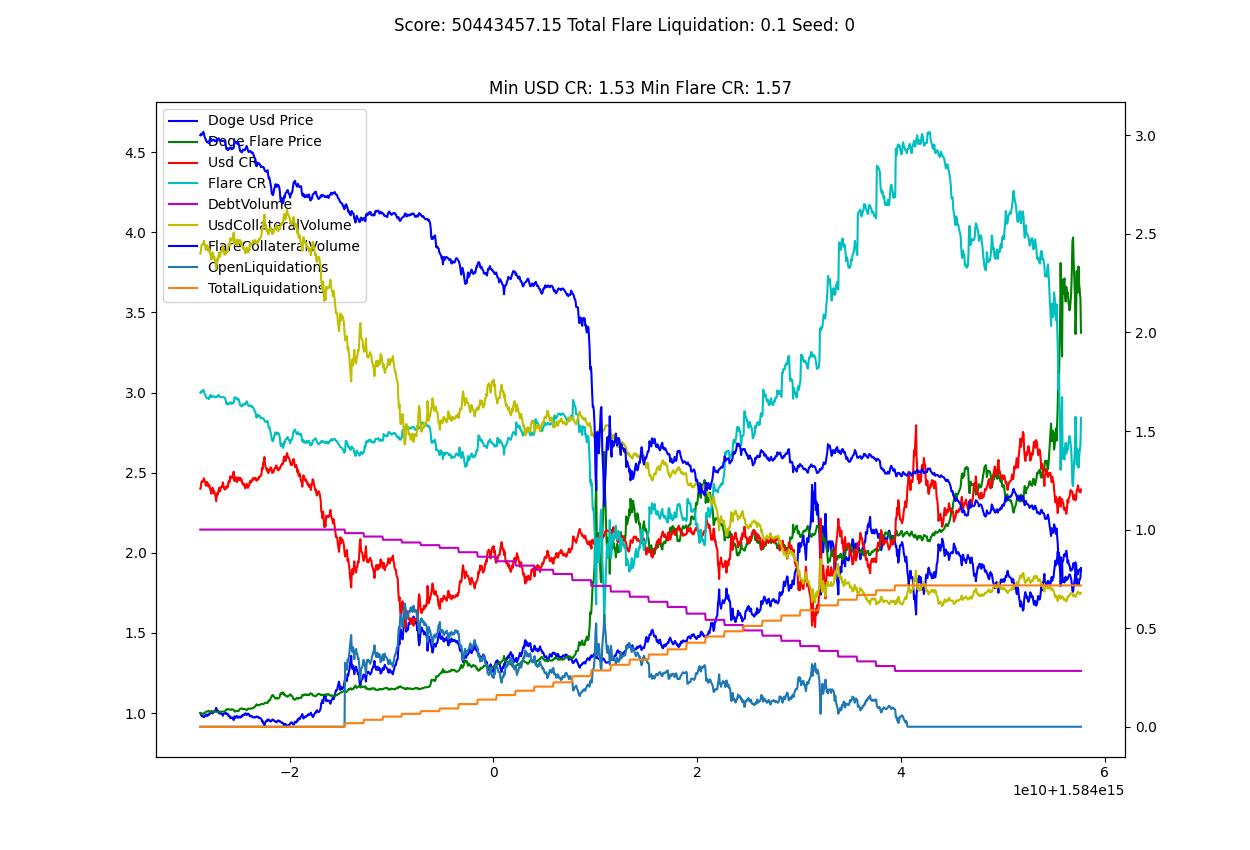 Score: 50443457.15 Total Flare Liquidation: 0.1 Seed: 0
Min USD CR: 1.53 Min Flare CR: 1.57
Doge Usd Price
Doge Flare Price
Usd CR
Flare CR
DebtVolume
UsdCollateralVolume
FlareCollateralVolume
OpenLiquidations
TotalLiquidations
4.5
4.0
3.5
3.0
2.5
2.0
1.5
1.0
3.0
2.5
2.0
1.5
1.0
0.5
0.0
−2
0
2
4
6
1e10+1.584e15